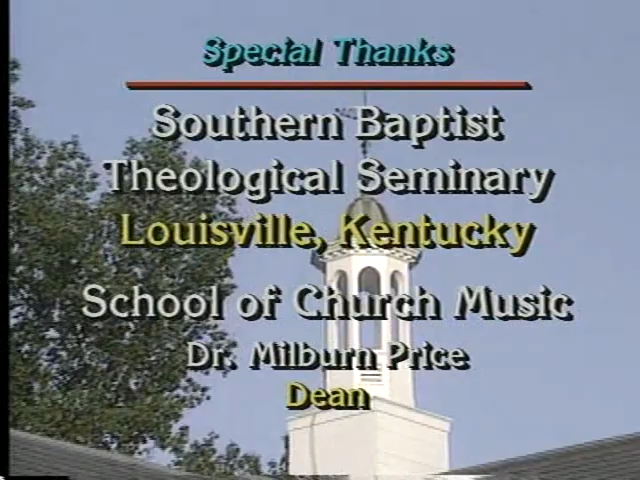 Special Thanks
Southern Baptist
Theological Seminary
Louisville, Kentucky
School of Church Music
Dr. Milburn Price
Dean